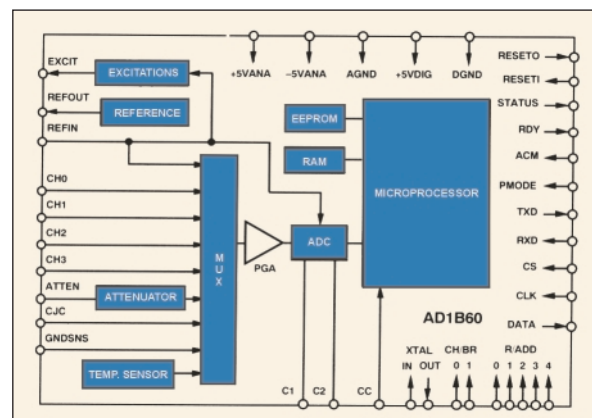 EXCIT
EXCITATIONS
REFOUT
REFERENCE
REFIN
CH0
CH1
CH2
CH3
ATTEN
ATTENUATOR
CJC
GNDSNS
TEMP. SENSOR
MUX
PGA
ADC
C1
C2
CC
+5VANA
–5VANA
AGND
+5VDIG
DGND
EEPROM
RAM
MICROPROCESSOR
AD1B60
XTAL
IN OUT
CH/BR
0 1
R/ADD
0 1 2 3 4
RESETO
RESETI
STATUS
RDY
ACM
PMODE
TXD
RXD
CS
CLK
DATA